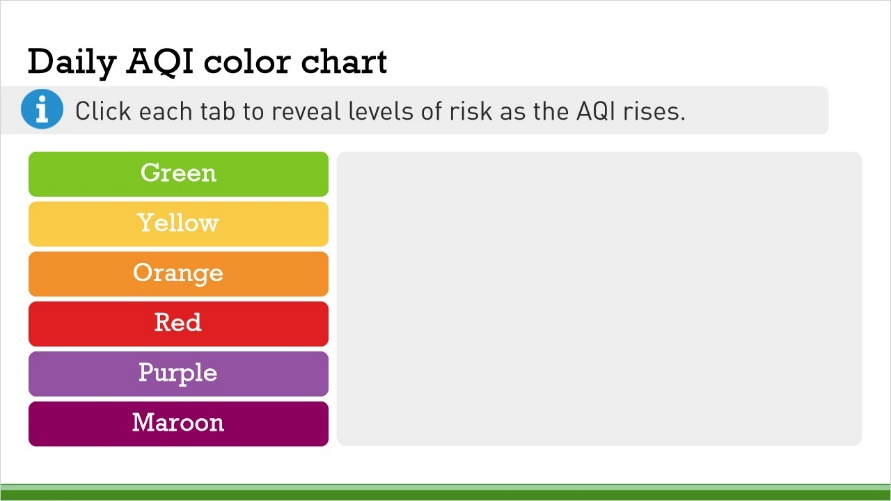 Daily AQI color chart
Click each tab to reveal levels of risk as the AQI rises.
Green
Yellow
Orange
Red
Purple
Maroon